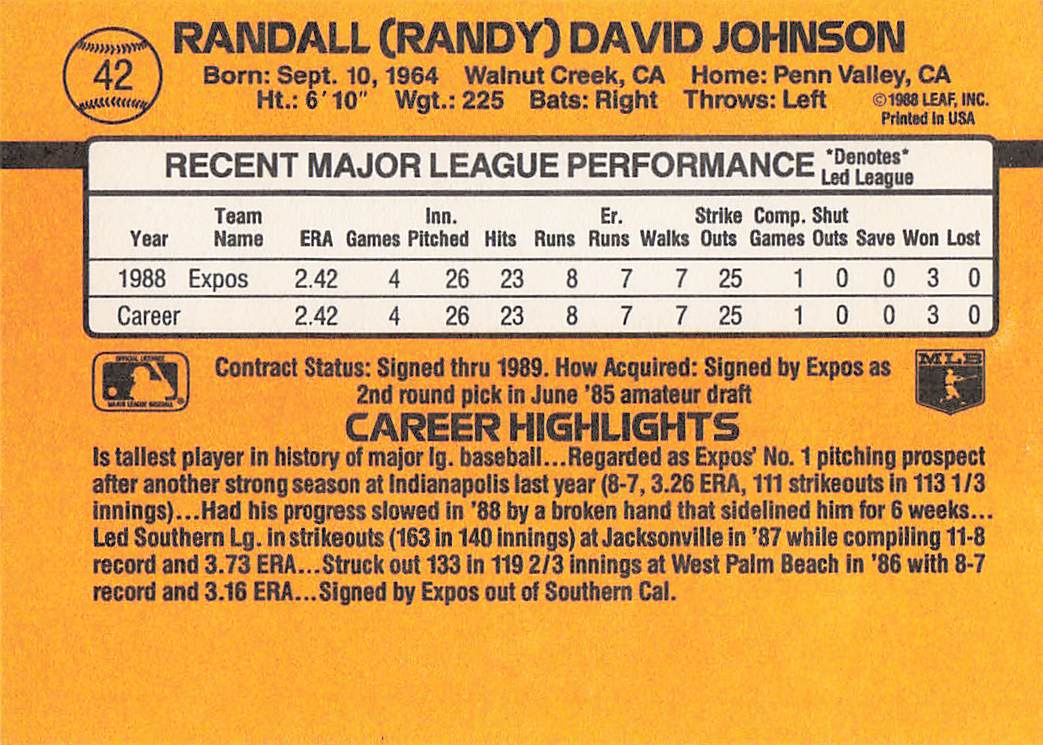 42
RANDALL (RANDY) DAVID JOHNSON
Born: Sept. 10, 1964 Walnut Creek, CA Home: Penn Valley, CA
Ht.: 6'10" Wgt.: 225 Bats: Right Throws: Left
©1988 LEAF, INC.
Printed In USA
RECENT MAJOR LEAGUE PERFORMANCE *Denotes*
Led League
Year Team Name ERA Games Inn. Pitched Hits Runs Er. Runs Walks Strike Outs Comp. Games Shut Outs Save Won Lost
1988 Expos 2.42 4 26 23 8 7 7 25 1 0 0 3 0
Career 2.42 4 26 23 8 7 7 25 1 0 0 3 0
OFFICIAL LICENSEE
MAJOR LEAGUE BASEBALL
Contract Status: Signed thru 1989. How Acquired: Signed by Expos as
2nd round pick in June '85 amateur draft
MLB
CAREER HIGHLIGHTS
Is tallest player in history of major lg. baseball...Regarded as Expos' No. 1 pitching prospect
after another strong season at Indianapolis last year (8-7, 3.26 ERA, 111 strikeouts in 113 1/3
innings)...Had his progress slowed in '88 by a broken hand that sidelined him for 6 weeks...
Led Southern Lg. in strikeouts (163 in 140 innings) at Jacksonville in '87 while compiling 11-8
record and 3.73 ERA...Struck out 133 in 119 2/3 innings at West Palm Beach in '86 with 8-7
record and 3.16 ERA...Signed by Expos out of Southern Cal.